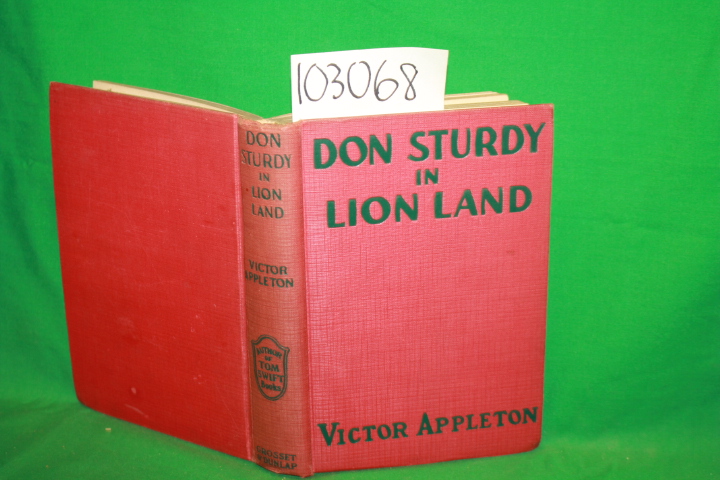 103068
DON
STURDY
IN
LION
LAND
VICTOR
APPLETON
AUTHOR
OF
TOM
SWIFT
Books
GROSSET
& DUNLAP
DON STURDY
IN
LION LAND
VICTOR APPLETON